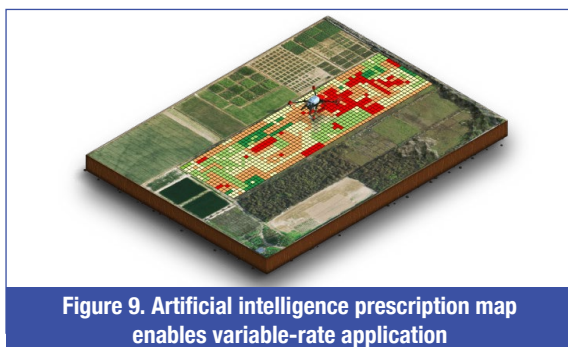 Figure 9. Artificial intelligence prescription map
enables variable-rate application